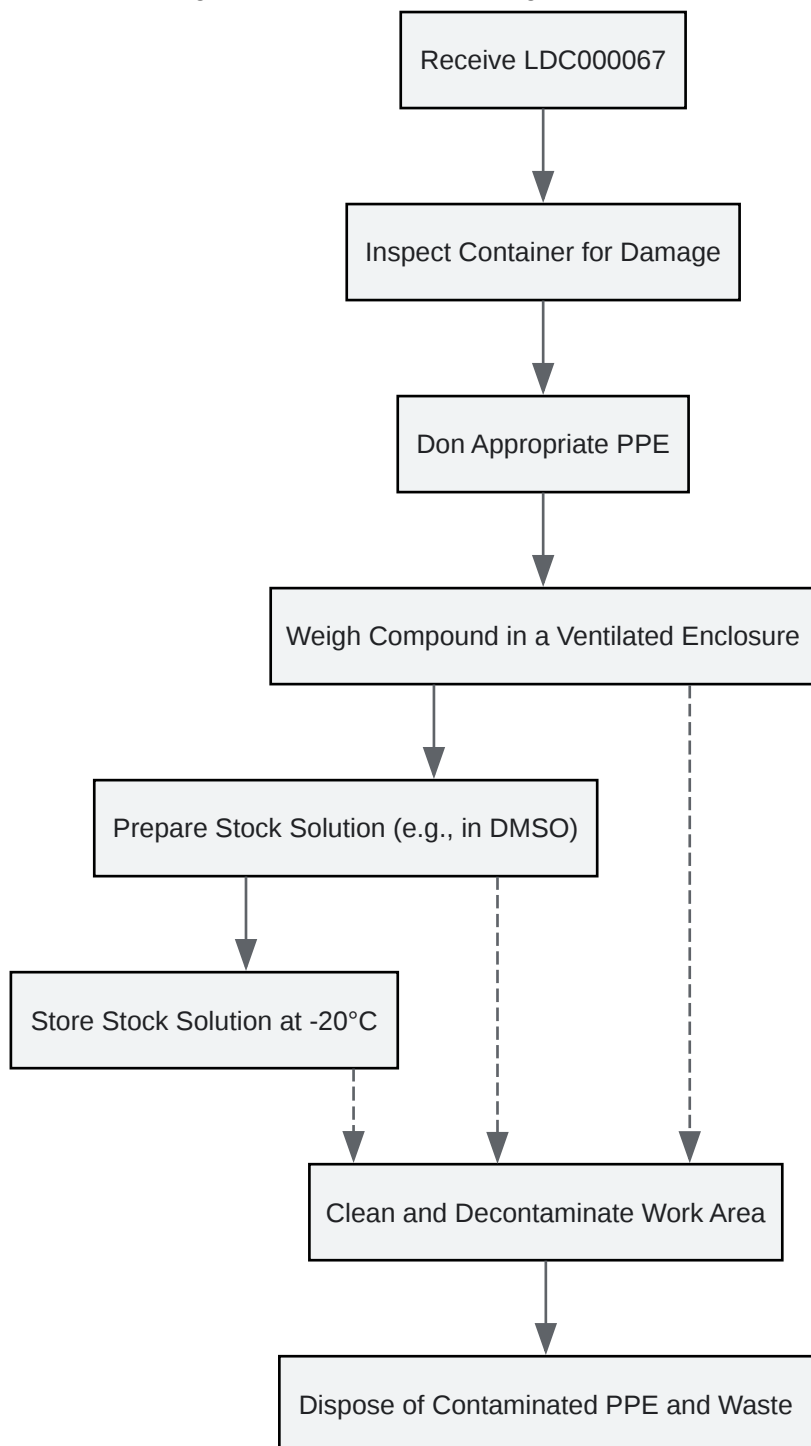 Receive LDC000067
Inspect Container for Damage
Don Appropriate PPE
Weigh Compound in a Ventilated Enclosure
Prepare Stock Solution (e.g., in DMSO)
Store Stock Solution at -20°C
Clean and Decontaminate Work Area
Dispose of Contaminated PPE and Waste